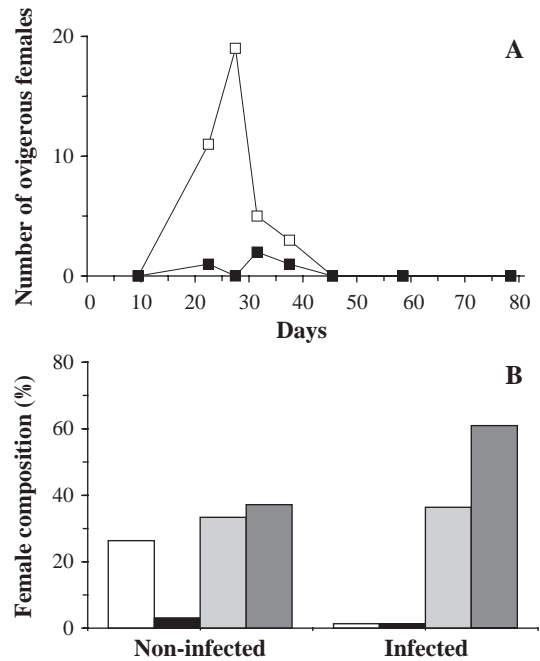 A
Number of ovigerous females
20
10
0
0 10 20 30 40 50 60 70 80
Days
B
Female composition (%)
80
60
40
20
0
Non-infected Infected